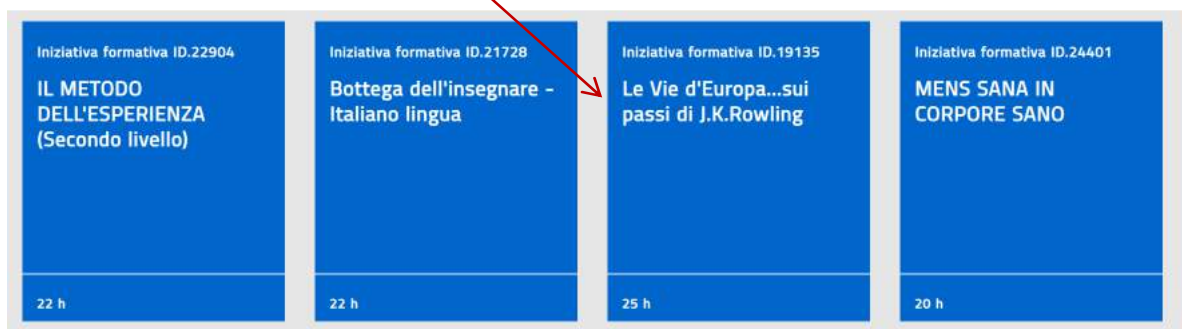 Iniziativa formativa ID.22904
IL METODO
DELL'ESPERIENZA
(Secondo livello)
22 h
Iniziativa formativa ID.21728
Bottega dell'insegnare -
Italiano lingua
22 h
Iniziativa formativa ID.19135
Le Vie d'Europa...sui
passi di J.K.Rowling
25 h
Iniziativa formativa ID.24401
MENS SANA IN
CORPORE SANO
20 h